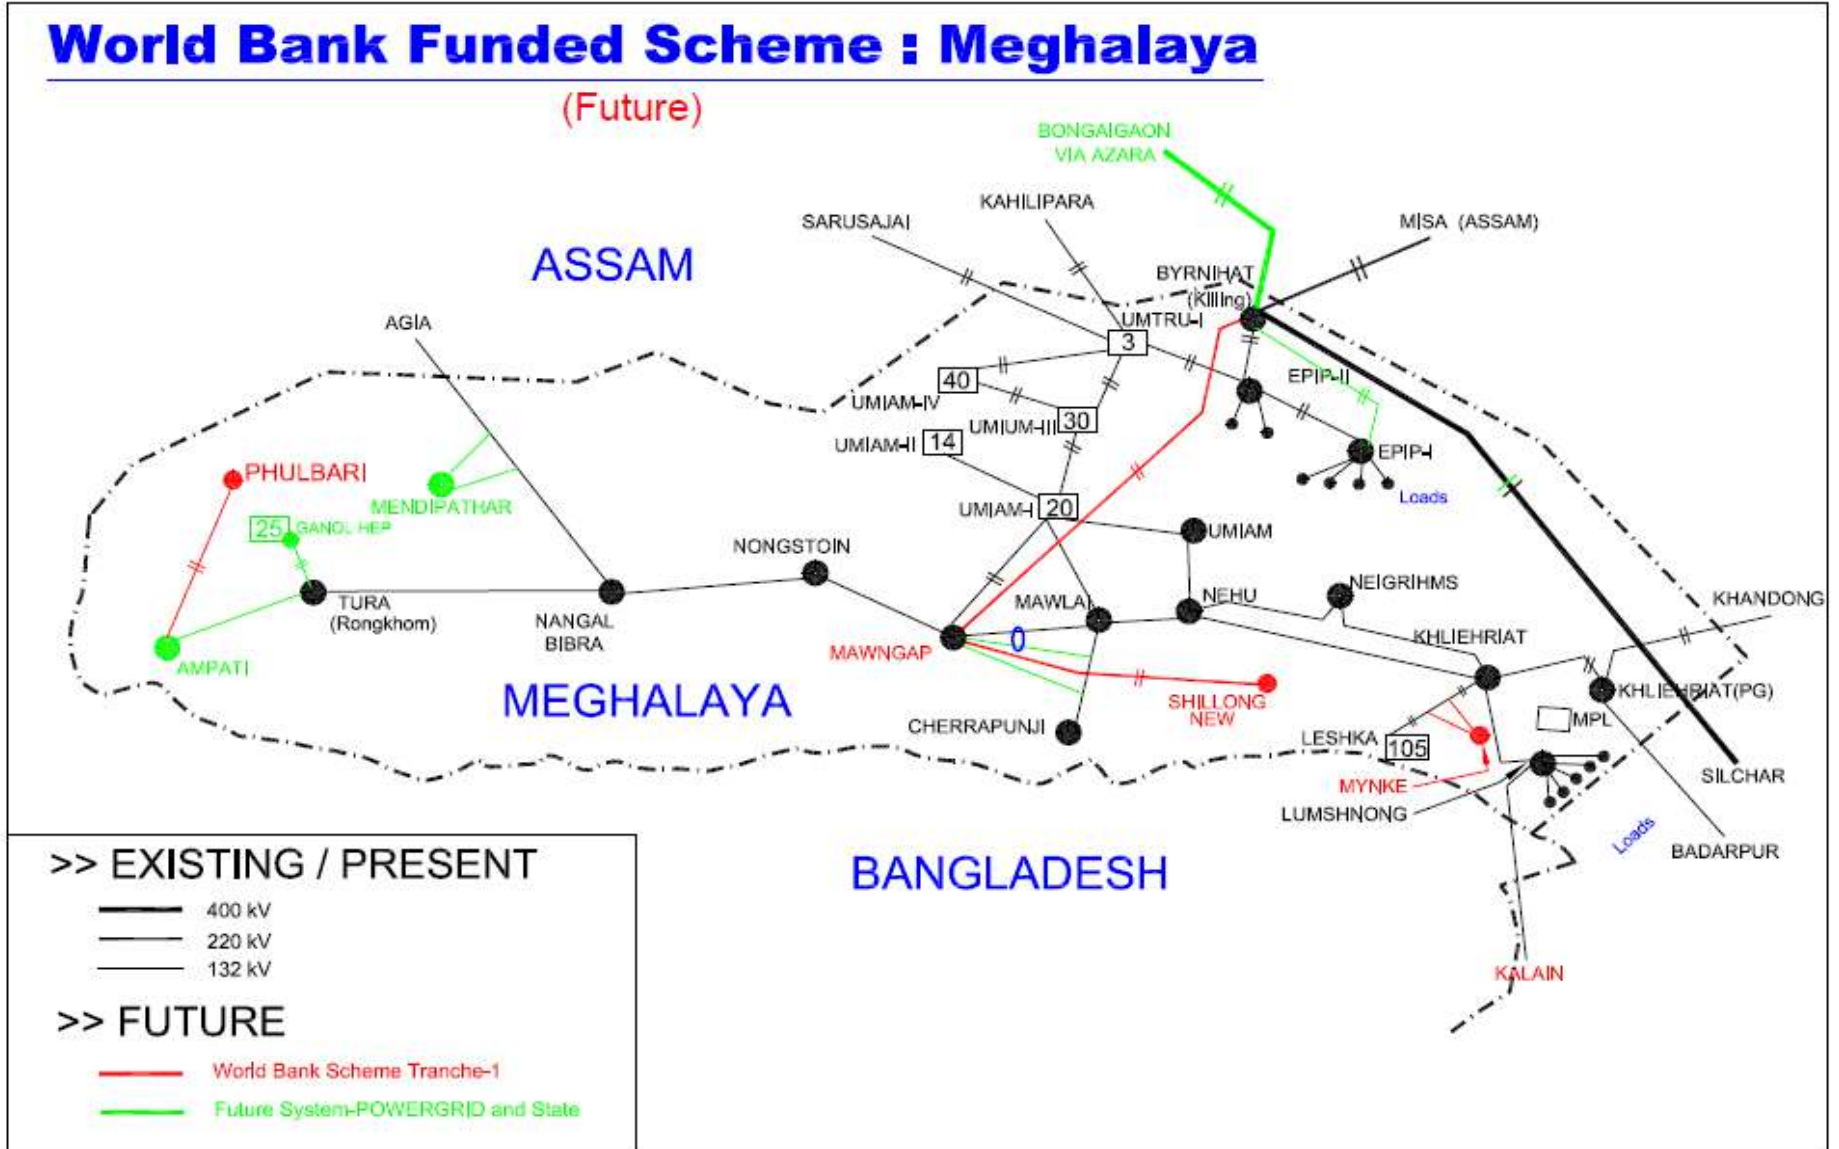 World Bank Funded Scheme : Meghalaya
(Future)
BONGAIGAON
VIA AZARA
KAHILIPARA
SARUSAJAI
MISA (ASSAM)
ASSAM
BYRNIHAT
(Killing)
AGIA
UMTRU-I
3
EPIP-II
40
UMIAM-IV
30
UMIUM-III
14
UMIAM-II
EPIP-I
PHULBARI
Loads
MENDIPATHAR
20
UMIAM-I
25
GANOL HEP
UMIAM
NONGSTOIN
NEIGRIHMS
NEHU
KHANDONG
TURA
(Rongkhom)
MAWLAI
NANGAL
BIBRA
KHLIEHRIAT
MAWNGAP
AMPATI
KHLIEHRIAT(PG)
MEGHALAYA
SHILLONG
NEW
CHERRAPUNJI
MPL
LESHKA
105
SILCHAR
MYNKE
LUMSHNONG
Loads
BADARPUR
BANGLADESH
KALAIN
>> EXISTING / PRESENT
400 kV
220 kV
132 kV
>> FUTURE
World Bank Scheme Tranche-1
Future System-POWERGRID and State